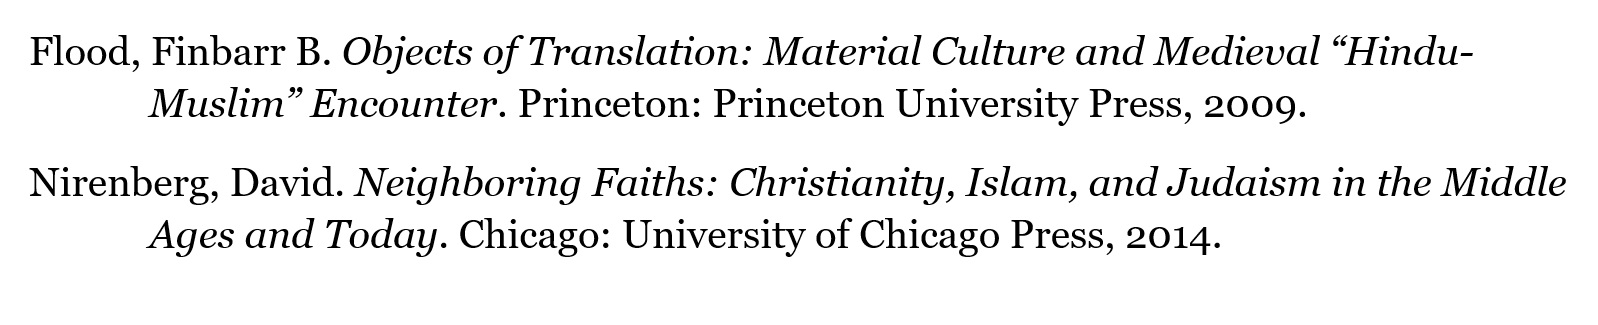 Flood, Finbarr B. Objects of Translation: Material Culture and Medieval “Hindu-
Muslim” Encounter. Princeton: Princeton University Press, 2009.
Nirenberg, David. Neighboring Faiths: Christianity, Islam, and Judaism in the Middle
Ages and Today. Chicago: University of Chicago Press, 2014.